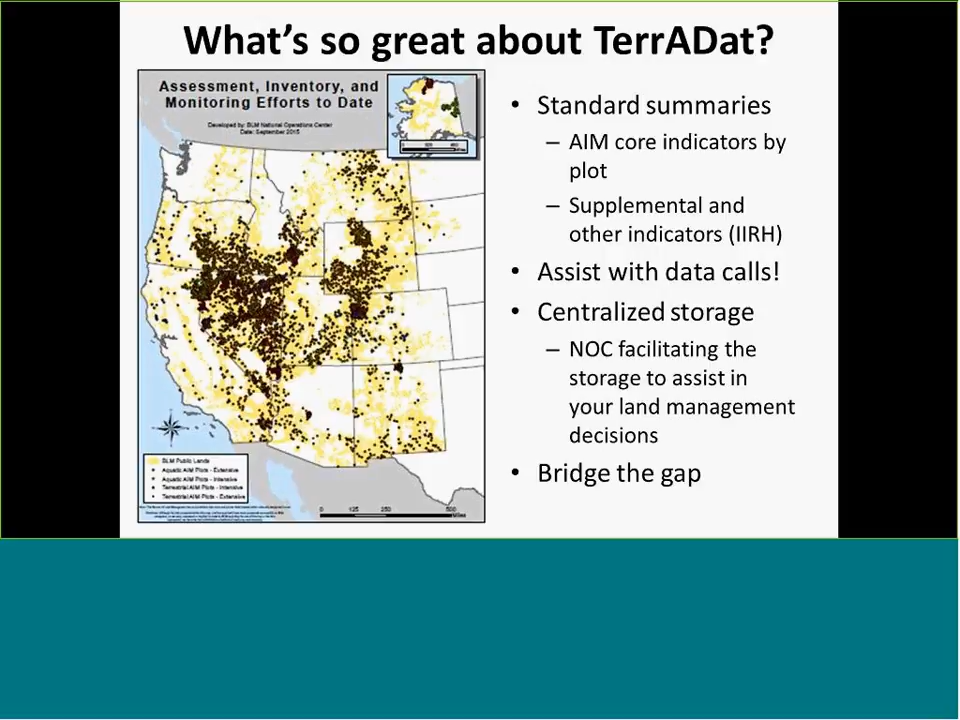 What's so great about TerrADat?
Assessment, Inventory, and
Monitoring Efforts to Date
Developed by: BLM National Operations Center
Date: September 2015
BLM Public Lands
Aquatic AIM Plots - Extensive
Aquatic AIM Plots - Intensive
Terrestrial AIM Plots - Intensive
Terrestrial AIM Plots - Extensive
0 125 250 500
Miles
• Standard summaries
– AIM core indicators by
plot
– Supplemental and
other indicators (IIRH)
• Assist with data calls!
• Centralized storage
– NOC facilitating the
storage to assist in
your land management
decisions
• Bridge the gap